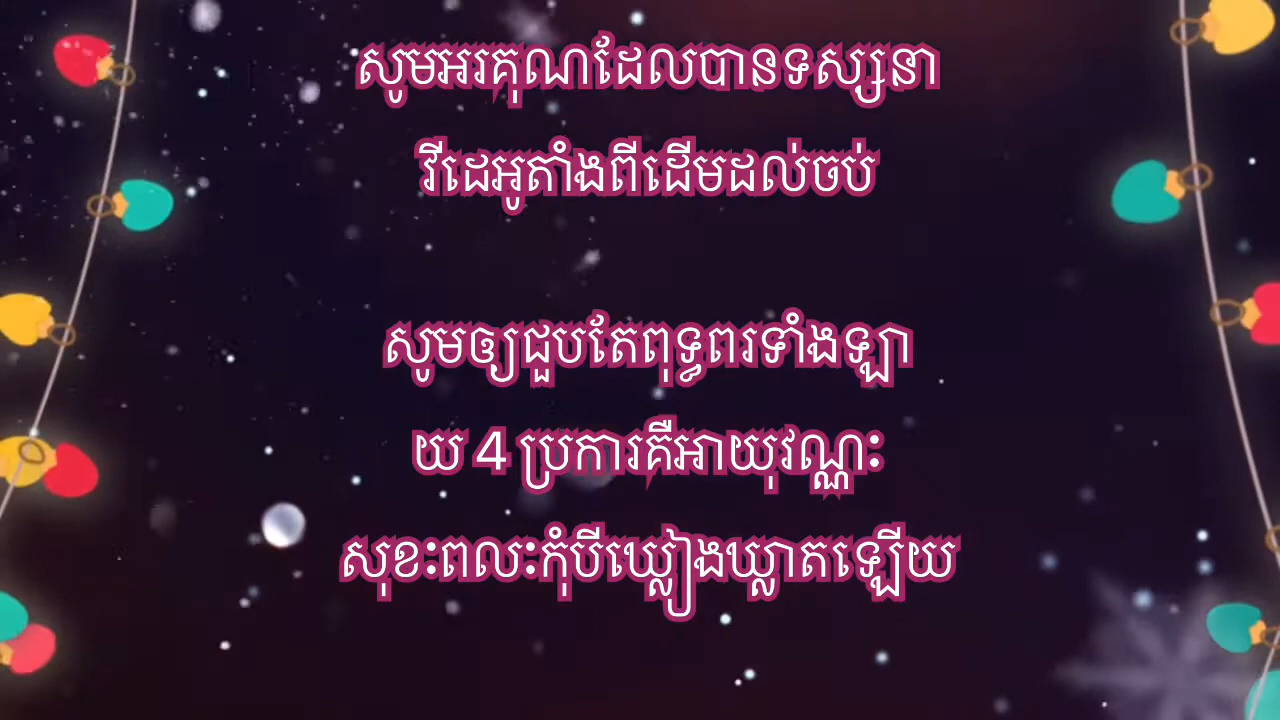 សូមអរគុណដែលបានទស្សនា
វីដេអូតាំងពីដើមដល់ចប់
សូមឲ្យជួបតែពុទ្ធពរទាំងឡា
យ 4 ប្រការគឺអាយុវណ្ណៈ
សុខៈពលៈកុំបីឃ្លៀងឃ្លាតឡើយ